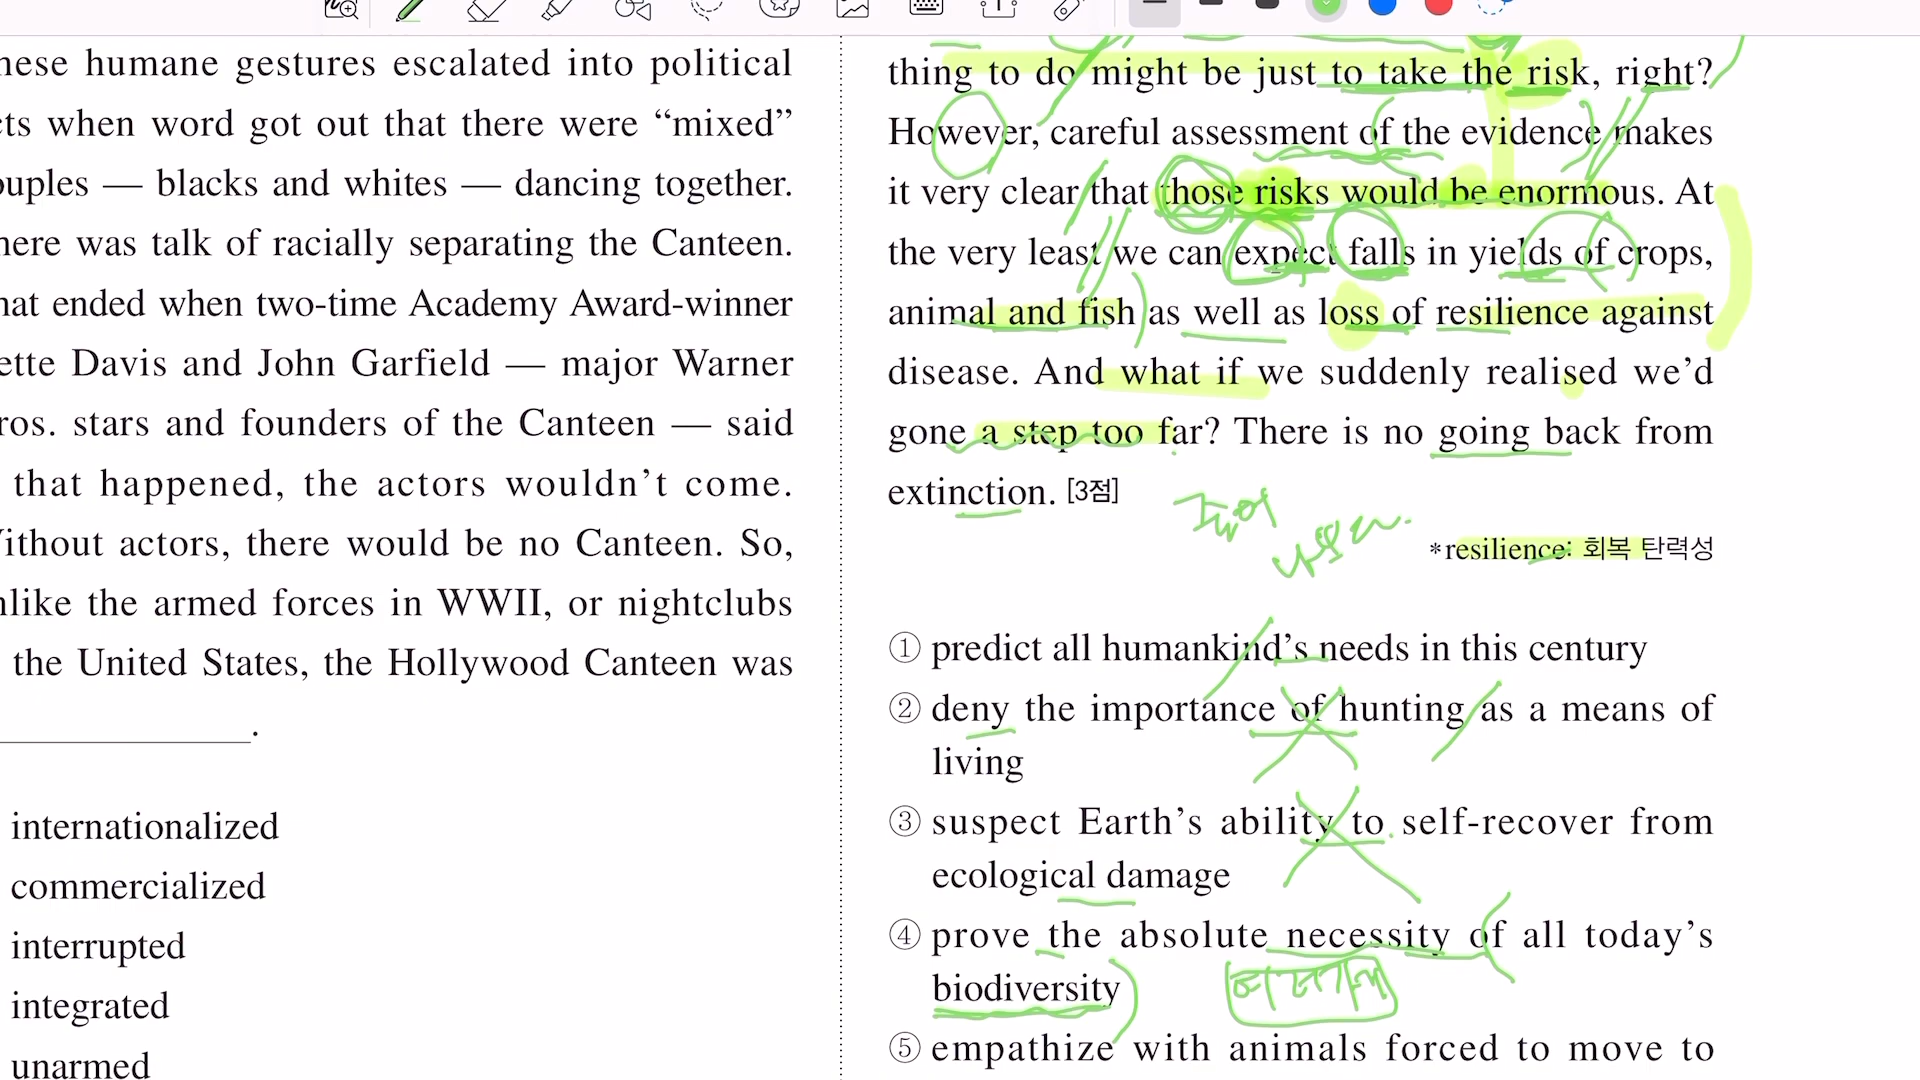 hese humane gestures escalated into political
cts when word got out that there were “mixed”
ouples — blacks and whites — dancing together.
here was talk of racially separating the Canteen.
hat ended when two-time Academy Award-winner
ette Davis and John Garfield — major Warner
ros. stars and founders of the Canteen — said
that happened, the actors wouldn’t come.
ithout actors, there would be no Canteen. So,
nlike the armed forces in WWII, or nightclubs
the United States, the Hollywood Canteen was
.
internationalized
commercialized
interrupted
integrated
unarmed
thing to do might be just to take the risk, right?
However, careful assessment of the evidence makes
it very clear that those risks would be enormous. At
the very least we can expect falls in yields of crops,
animal and fish as well as loss of resilience against
disease. And what if we suddenly realised we’d
gone a step too far? There is no going back from
extinction. [3점]
*resilience: 회복 탄력성
① predict all humankind’s needs in this century
② deny the importance of hunting as a means of
living
③ suspect Earth’s ability to self-recover from
ecological damage
④ prove the absolute necessity of all today’s
biodiversity
⑤ empathize with animals forced to move to